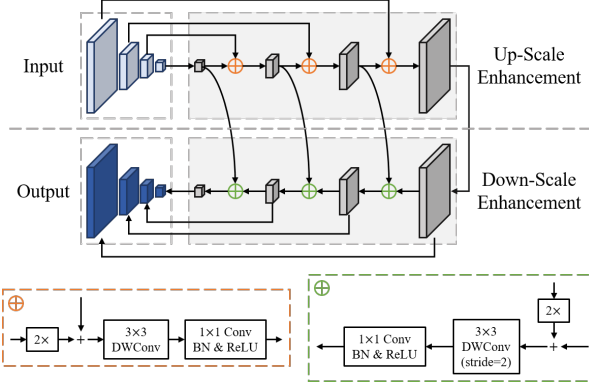 Input
Up-Scale
Enhancement
Output
Down-Scale
Enhancement
2×
+
3×3
DWConv
1×1 Conv
BN & ReLU
1×1 Conv
BN & ReLU
3×3
DWConv
(stride=2)
2×
+